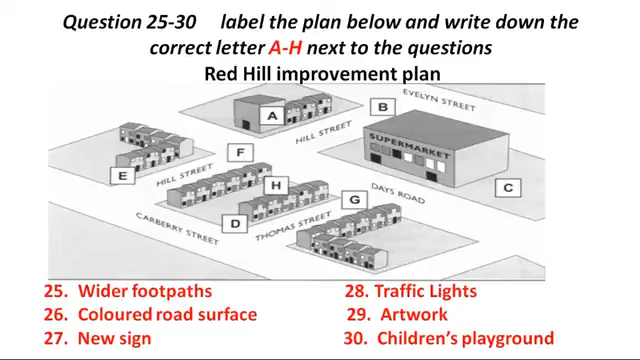 Question 25-30 label the plan below and write down the
correct letter A-H next to the questions
Red Hill improvement plan
EVELYN STREET
A
B
HILL STREET
SUPERMARKET
F
E
HILL STREET
H
C
DAYS ROAD
G
D
CARBERRY STREET
THOMAS STREET
25. Wider footpaths
26. Coloured road surface
27. New sign
28. Traffic Lights
29. Artwork
30. Children's playground